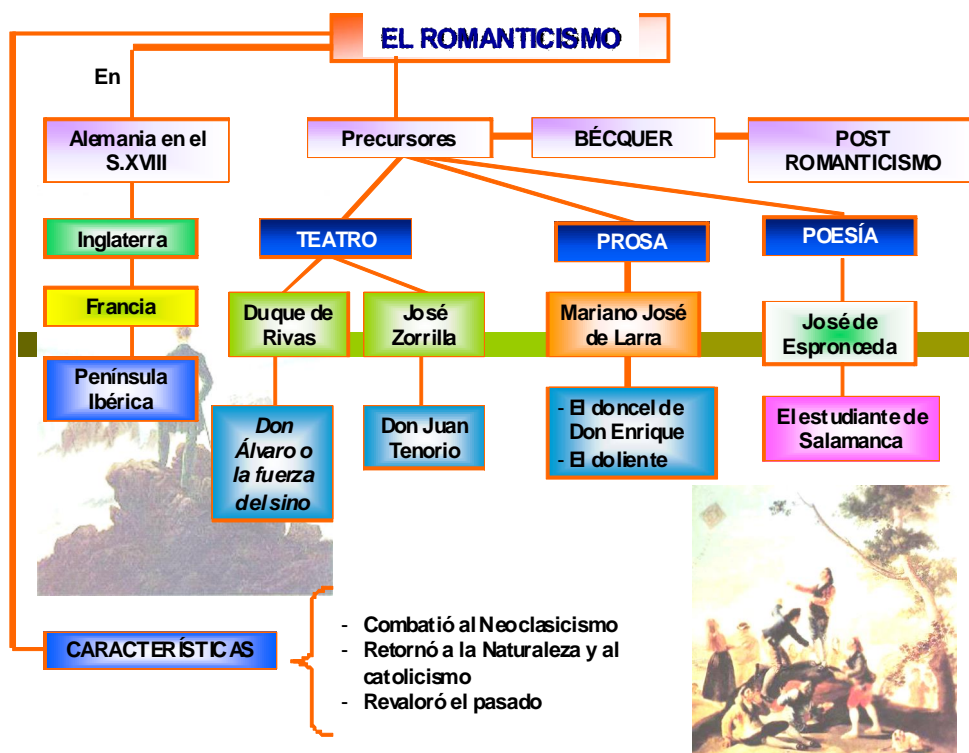 EL ROMANTICISMO
En
Alemania en el
S.XVIII
Precursores
BÉCQUER
POST
ROMANTICISMO
Inglaterra
TEATRO
PROSA
POESÍA
Francia
Duque de
Rivas
José
Zorrilla
Mariano José
de Larra
José de
Espronceda
Península
Ibérica
Don
Álvaro o
la fuerza
del sino
Don Juan
Tenorio
- El doncel de
Don Enrique
- El doliente
El estudiante de
Salamanca
CARACTERÍSTICAS
- Combatió al Neoclasicismo
- Retornó a la Naturaleza y al
catolicismo
- Revaloró el pasado